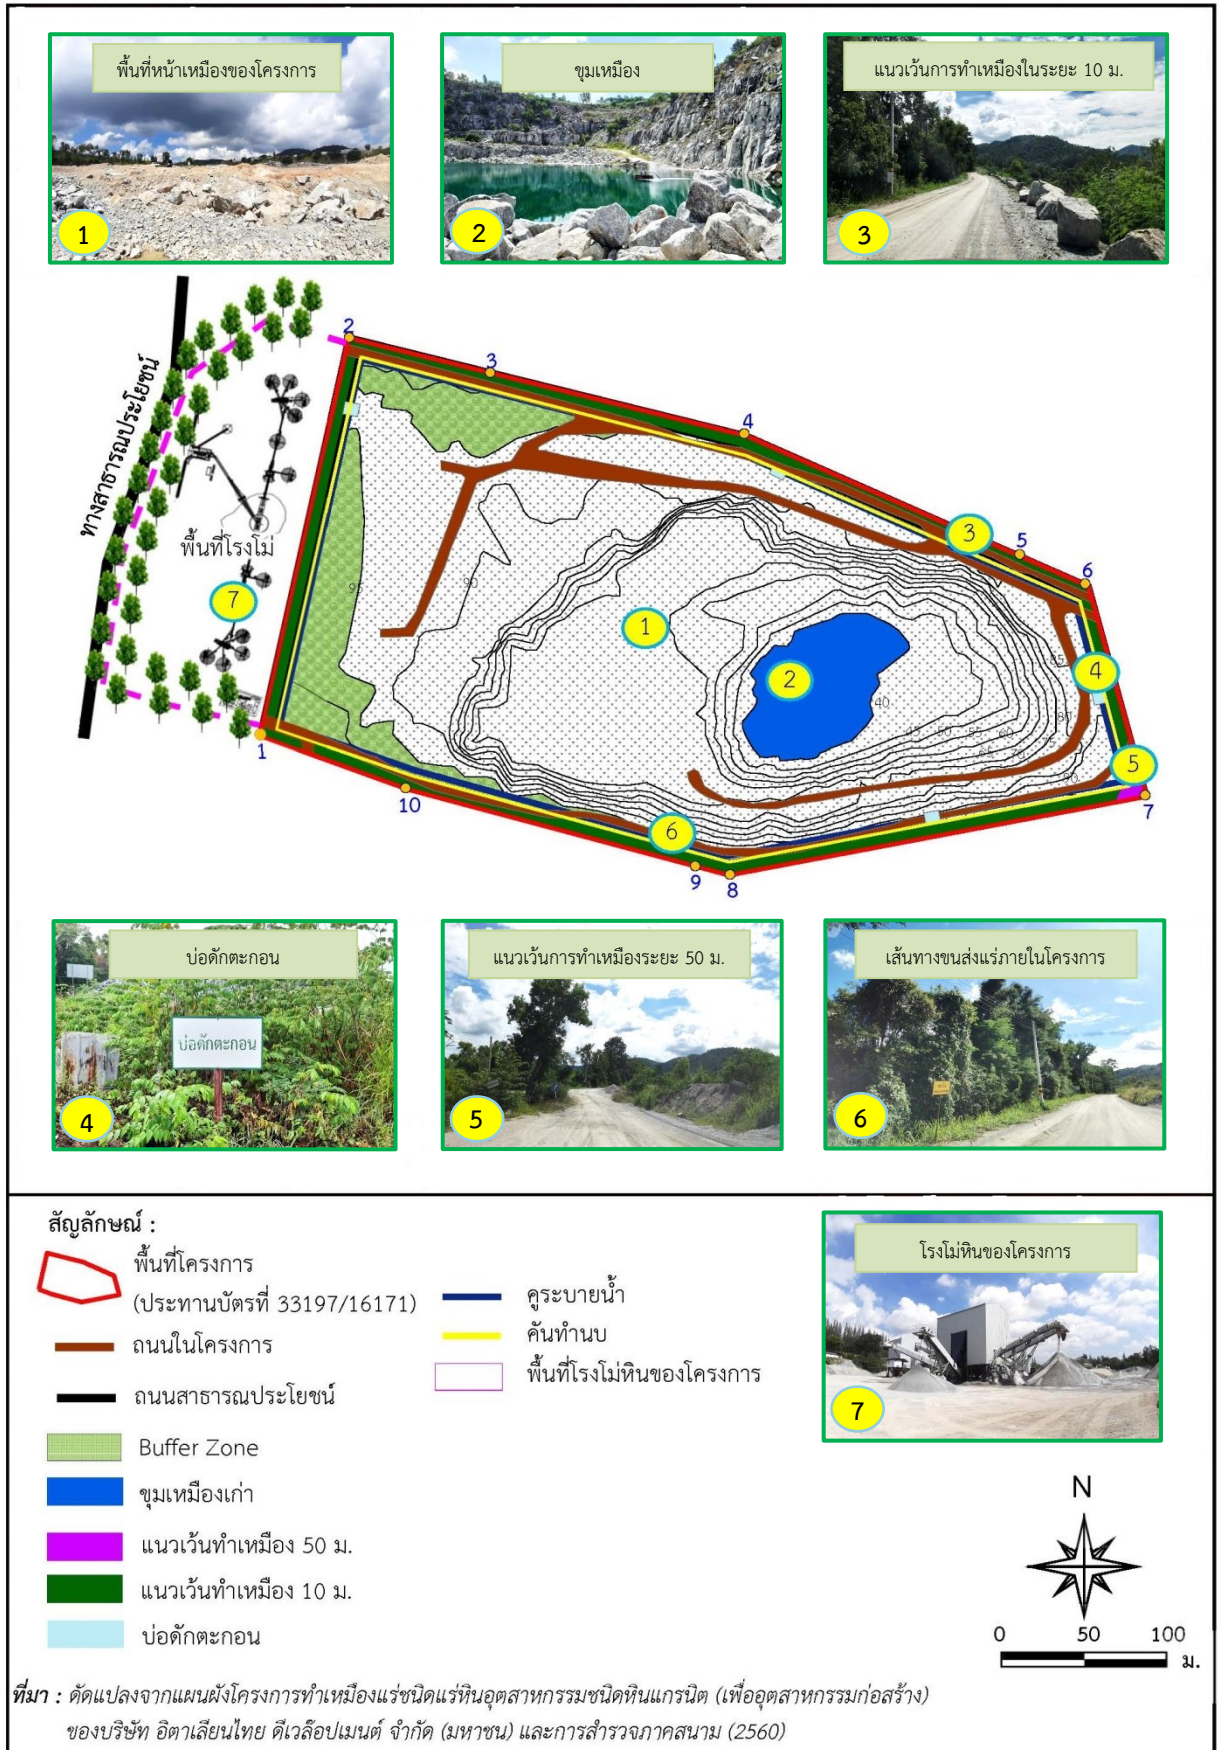 พื้นที่หน้าเหมืองของโครงการ
1
ขุมเหมือง
2
แนวเว้นการทำเหมืองในระยะ 10 ม.
3
ทางสาธารณประโยชน์
พื้นที่โรงโม่
7
2
3
4
3
5
6
95
90
1
2
4
85
40
80
45 50 55 60
65 70 75
80
5
7
1
10
6
9
8
บ่อดักตะกอน
บ่อดักตะกอน
4
แนวเว้นการทำเหมืองระยะ 50 ม.
5
เส้นทางขนส่งแร่ภายในโครงการ
6
สัญลักษณ์ :
พื้นที่โครงการ
(ประทานบัตรที่ 33197/16171)
ถนนในโครงการ
ถนนสาธารณประโยชน์
Buffer Zone
ขุมเหมืองเก่า
แนวเว้นทำเหมือง 50 ม.
แนวเว้นทำเหมือง 10 ม.
บ่อดักตะกอน
คูระบายน้ำ
คันทำนบ
พื้นที่โรงโม่หินของโครงการ
โรงโม่หินของโครงการ
7
N
0 50 100
ม.
ที่มา : ดัดแปลงจากแผนผังโครงการทำเหมืองแร่ชนิดแร่หินอุตสาหกรรมชนิดหินแกรนิต (เพื่ออุตสาหกรรมก่อสร้าง)
ของบริษัท อิตาเลียนไทย ดีเวล๊อปเมนต์ จำกัด (มหาชน) และการสำรวจภาคสนาม (2560)